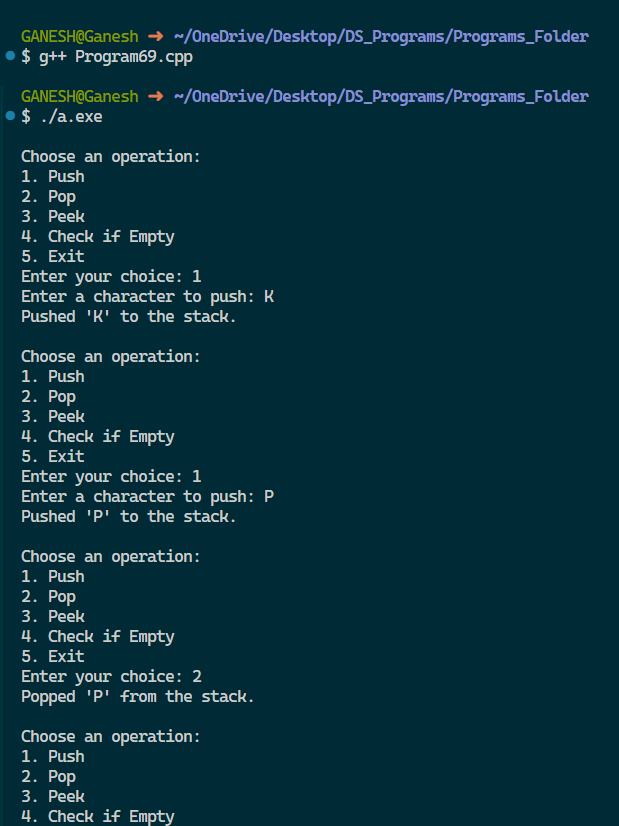 GANESH@Ganesh ➜ ~/OneDrive/Desktop/DS_Programs/Programs_Folder
$ g++ Program69.cpp
GANESH@Ganesh ➜ ~/OneDrive/Desktop/DS_Programs/Programs_Folder
$ ./a.exe
Choose an operation:
1. Push
2. Pop
3. Peek
4. Check if Empty
5. Exit
Enter your choice: 1
Enter a character to push: K
Pushed 'K' to the stack.
Choose an operation:
1. Push
2. Pop
3. Peek
4. Check if Empty
5. Exit
Enter your choice: 1
Enter a character to push: P
Pushed 'P' to the stack.
Choose an operation:
1. Push
2. Pop
3. Peek
4. Check if Empty
5. Exit
Enter your choice: 2
Popped 'P' from the stack.
Choose an operation:
1. Push
2. Pop
3. Peek
4. Check if Empty